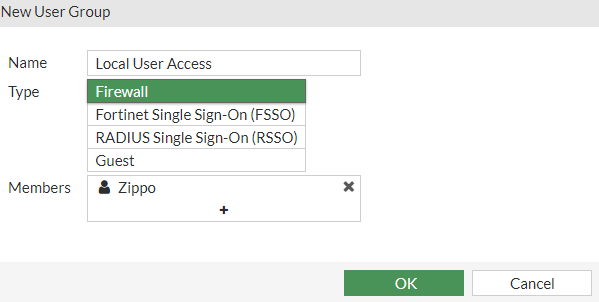 New User Group
Name Local User Access
Type Firewall
Fortinet Single Sign-On (FSSO)
RADIUS Single Sign-On (RSSO)
Guest
Members Zippo
+
OK Cancel